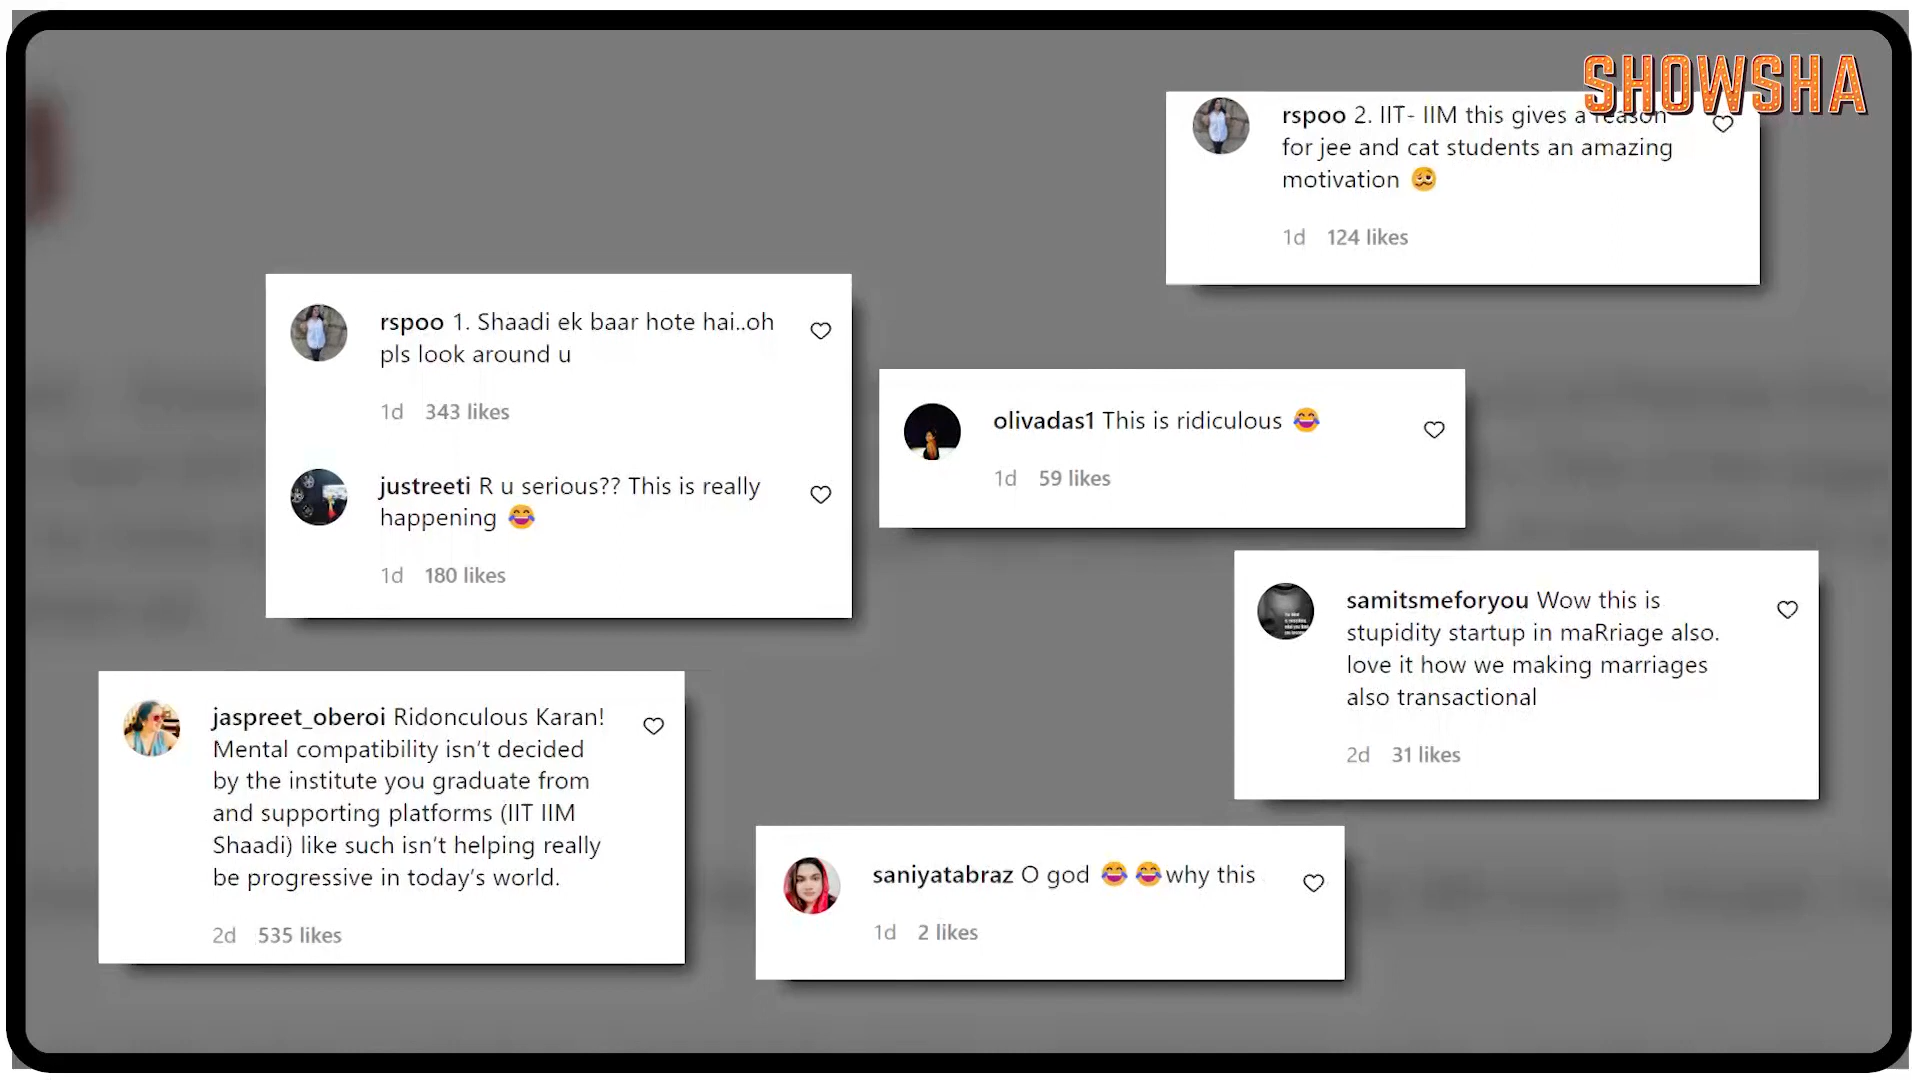 SHOWSHA
rspoo 2. IIT- IIM this gives a reason
for jee and cat students an amazing
motivation 🥴
1d 124 likes
rspoo 1. Shaadi ek baar hote hai..oh
pls look around u
1d 343 likes
justreeti R u serious?? This is really
happening 😂
1d 180 likes
olivadas1 This is ridiculous 😂
1d 59 likes
samitsmeforyou Wow this is
stupidity startup in maRriage also.
love it how we making marriages
also transactional
2d 31 likes
jaspreet_oberoi Ridonculous Karan!
Mental compatibility isn't decided
by the institute you graduate from
and supporting platforms (IIT IIM
Shaadi) like such isn't helping really
be progressive in today's world.
2d 535 likes
saniyatabraz O god 😂 😂why this
1d 2 likes